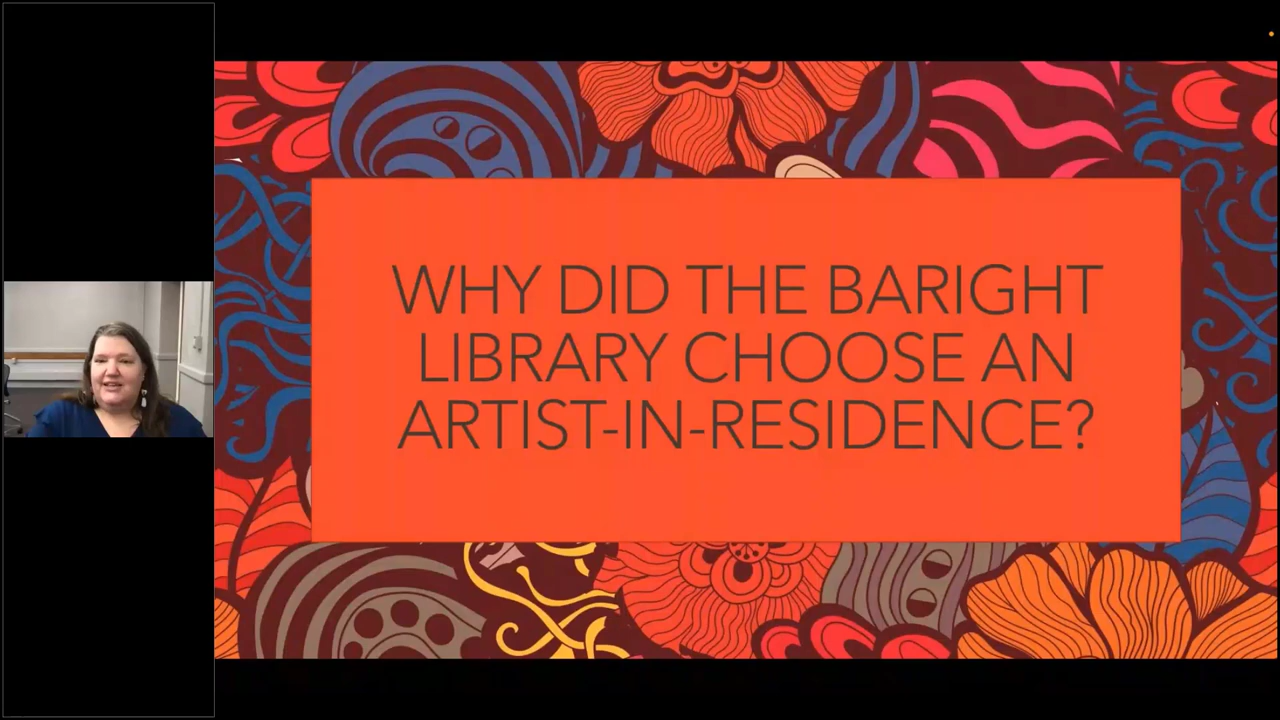 WHY DID THE BARIGHT
LIBRARY CHOOSE AN
ARTIST-IN-RESIDENCE?